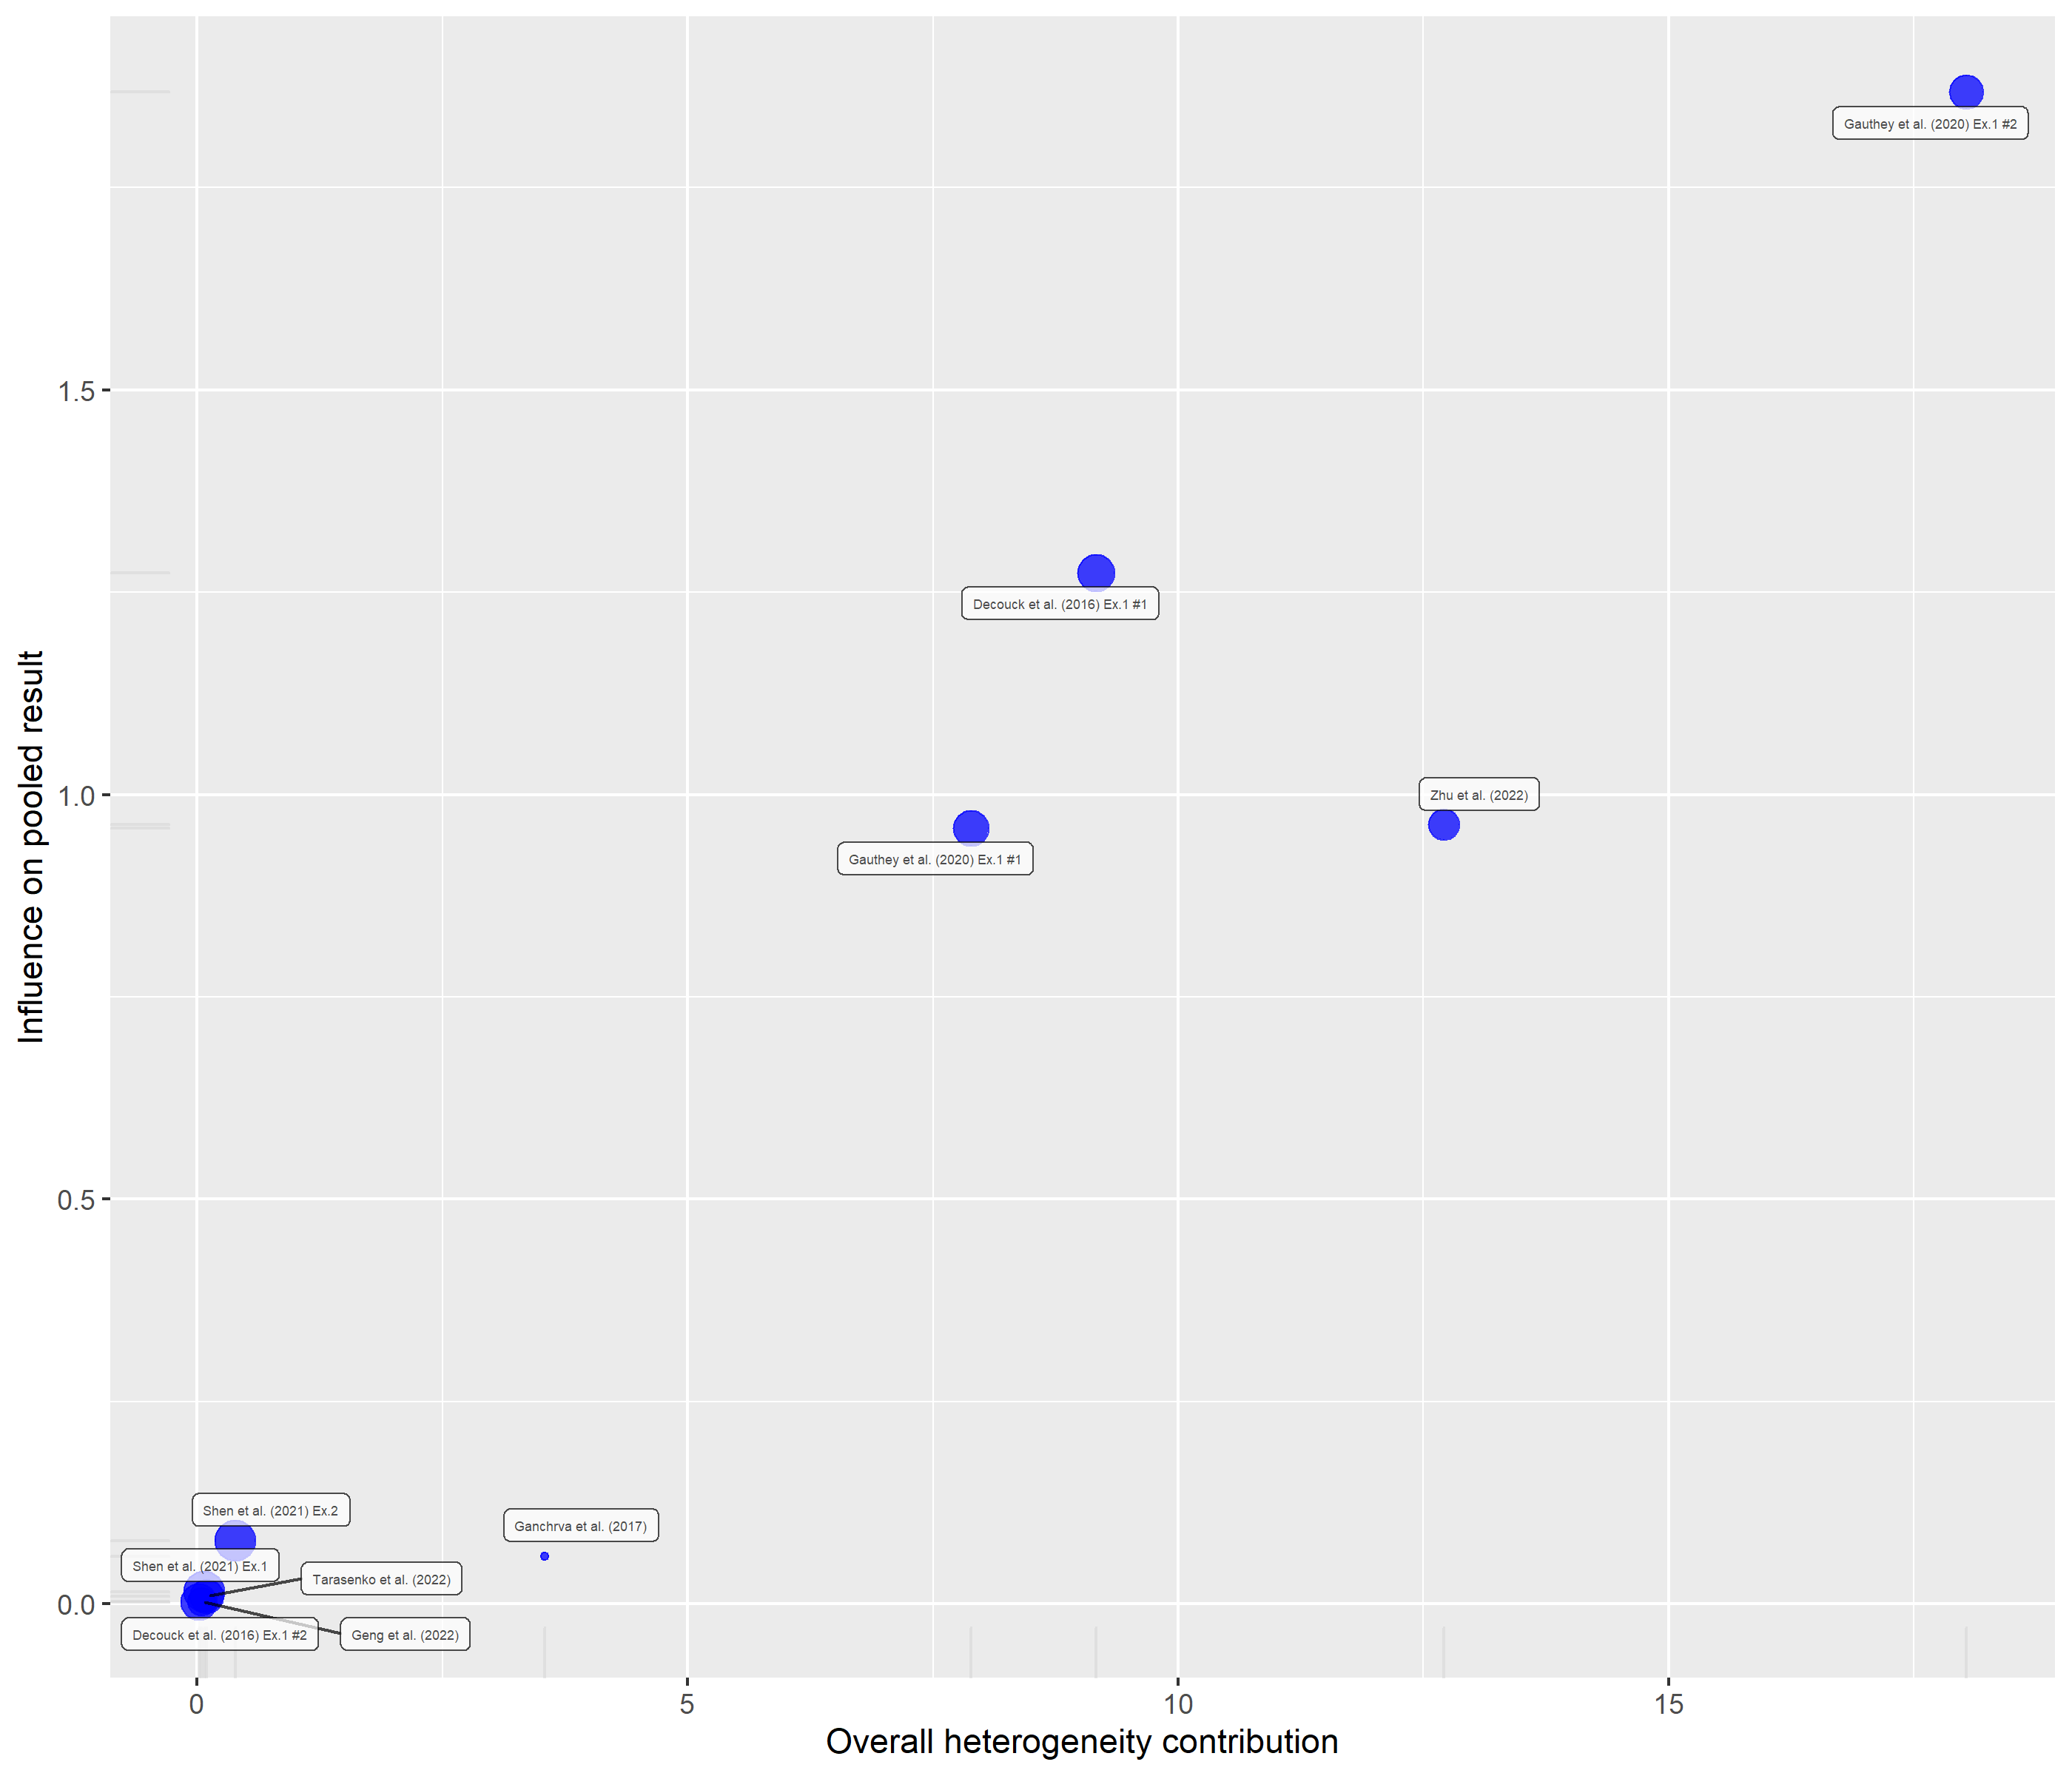 Gauthey et al. (2020) Ex.1 #2
1.5
Decouck et al. (2016) Ex.1 #1
Zhu et al. (2022)
1.0
Gauthey et al. (2020) Ex.1 #1
Influence on pooled result
0.5
Shen et al. (2021) Ex.2
Ganchrva et al. (2017)
Shen et al. (2021) Ex.1
Tarasenko et al. (2022)
0.0
Decouck et al. (2016) Ex.1 #2
Geng et al. (2022)
0 5 10 15
Overall heterogeneity contribution